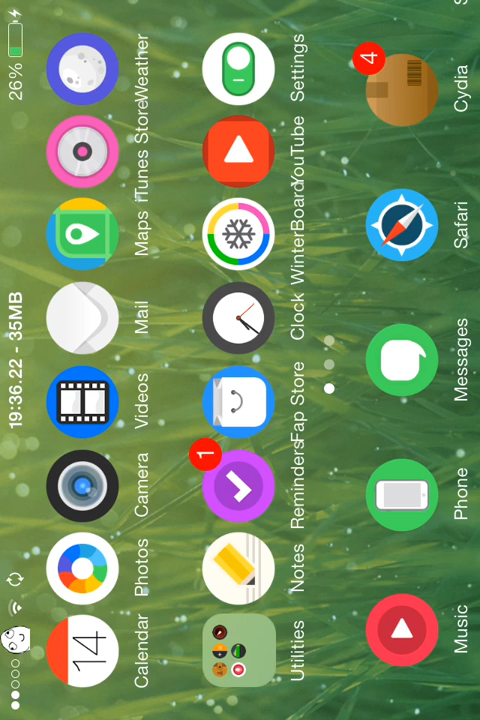 19:36.22 - 35MB
26%
14
Calendar Photos Camera Videos Mail Maps iTunes Store Weather
1
Utilities Notes Reminders Fap Store Clock WinterBoard YouTube Settings
4
Music Phone Messages Safari Cydia